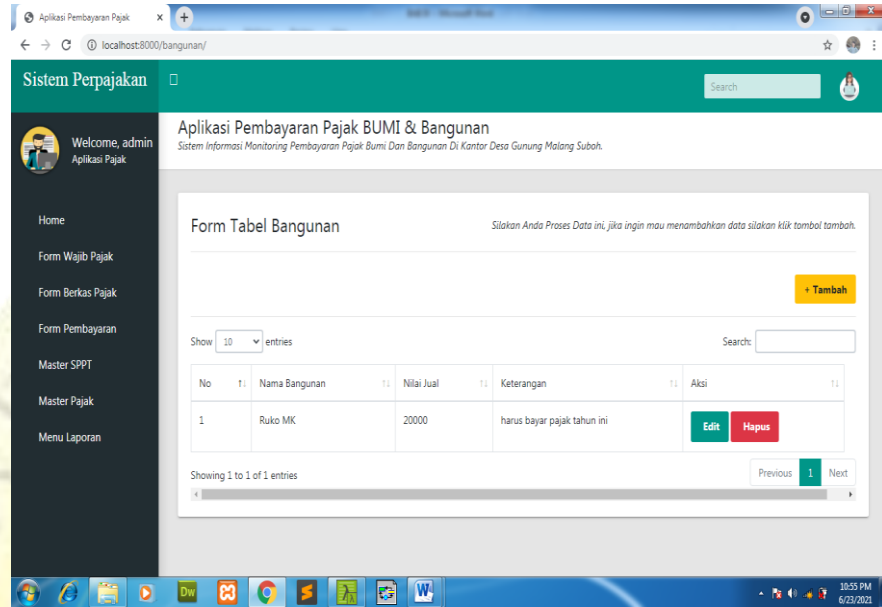 Aplikasi Pembayaran Pajak
localhost:8000/bangunan/
Sistem Perpajakan
Search
Welcome, admin
Aplikasi Pajak
Aplikasi Pembayaran Pajak BUMI & Bangunan
Sistem Informasi Monitoring Pembayaran Pajak Bumi Dan Bangunan Di Kantor Desa Gunung Malang Suboh.
Home
Form Wajib Pajak
Form Berkas Pajak
Form Pembayaran
Master SPPT
Master Pajak
Menu Laporan
Form Tabel Bangunan
Silakan Anda Proses Data ini, jika ingin mau menambahkan data silakan klik tombol tambah.
+ Tambah
Show 10 entries
Search:
No Nama Bangunan Nilai Jual Keterangan Aksi
1 Ruko MK 20000 harus bayar pajak tahun ini Edit Hapus
Showing 1 to 1 of 1 entries
Previous 1 Next
Dw
W
10:55 PM
6/23/2021